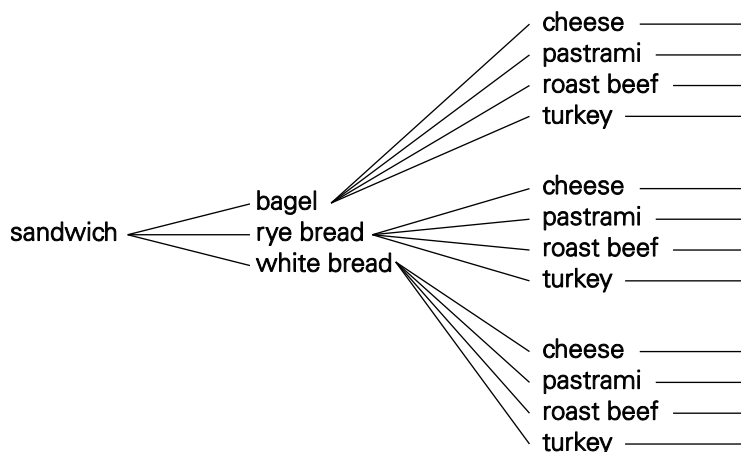 sandwich
bagel
rye bread
white bread
cheese
pastrami
roast beef
turkey
cheese
pastrami
roast beef
turkey
cheese
pastrami
roast beef
turkey